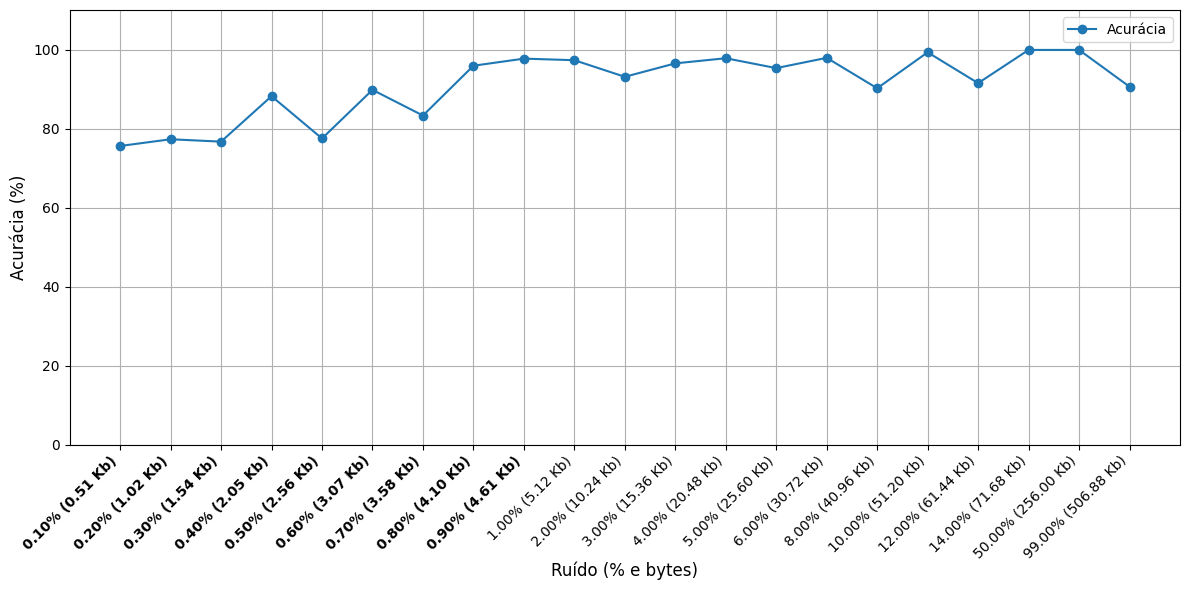 Acurácia
100
80
60
40
20
0
Acurácia (%)
0.10% (0.51 Kb)
0.20% (1.02 Kb)
0.30% (1.54 Kb)
0.40% (2.05 Kb)
0.50% (2.56 Kb)
0.60% (3.07 Kb)
0.70% (3.58 Kb)
0.80% (4.10 Kb)
0.90% (4.61 Kb)
1.00% (5.12 Kb)
2.00% (10.24 Kb)
3.00% (15.36 Kb)
4.00% (20.48 Kb)
5.00% (25.60 Kb)
6.00% (30.72 Kb)
8.00% (40.96 Kb)
10.00% (51.20 Kb)
12.00% (61.44 Kb)
14.00% (71.68 Kb)
50.00% (256.00 Kb)
99.00% (506.88 Kb)
Ruído (% e bytes)